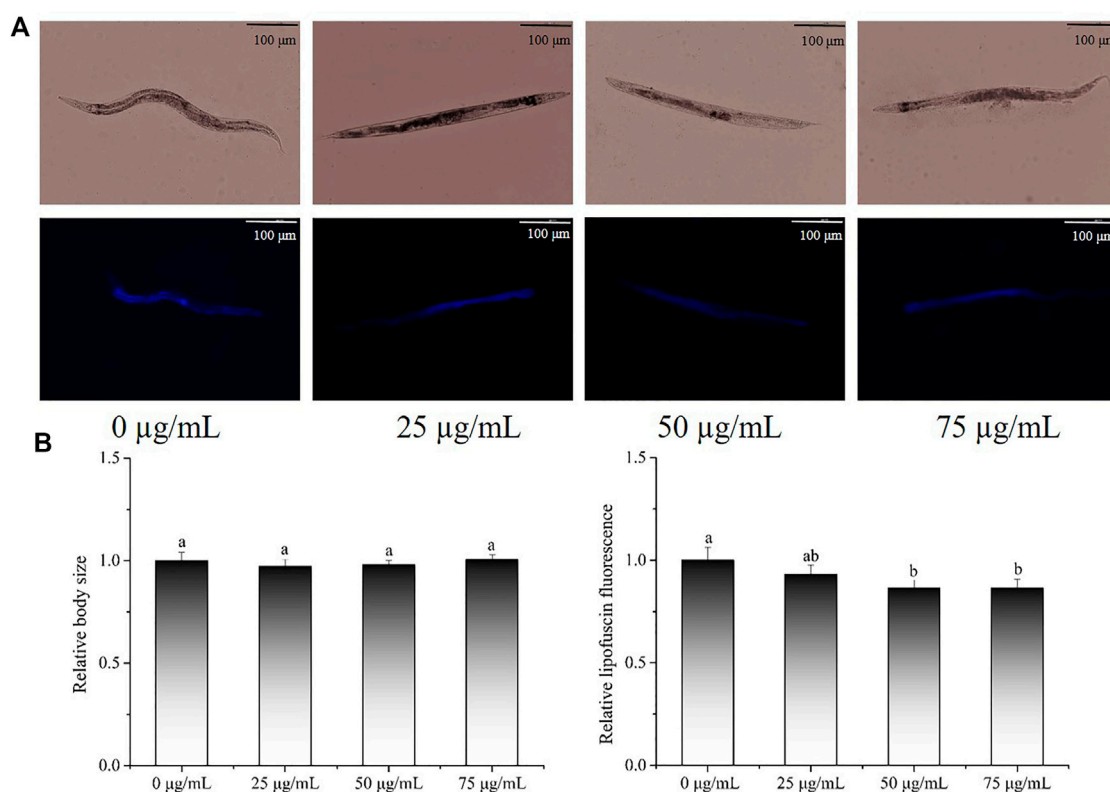 A
100 µm
100 µm
100 µm
100 µm
100 µm
100 µm
100 µm
100 µm
0 µg/mL
25 µg/mL
50 µg/mL
75 µg/mL
B
Relative body size
1.5
1.0
0.5
0.0
a
a
a
a
0 µg/mL
25 µg/mL
50 µg/mL
75 µg/mL
Relative lipofuscin fluorescence
1.5
1.0
0.5
0.0
a
ab
b
b
0 µg/mL
25 µg/mL
50 µg/mL
75 µg/mL